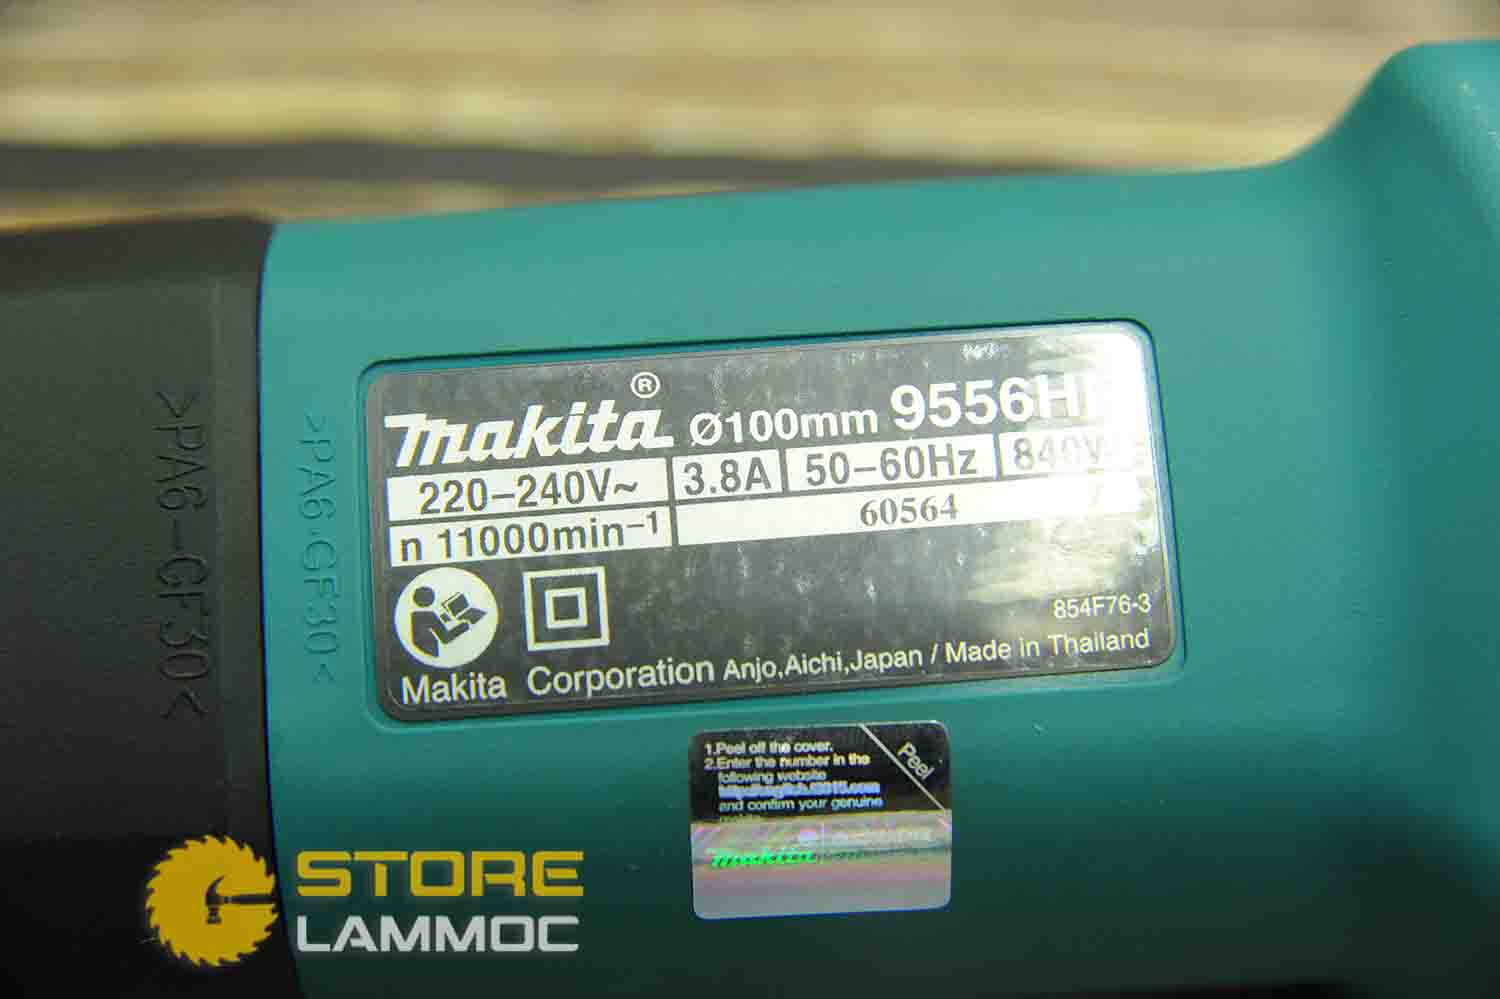 >PA6-GF30<
>PA6-GF30<
makita® Ø100mm 9556H
220–240V~ 3.8A 50–60Hz 840W
n 11000min⁻¹ 60564
854F76-3
Makita Corporation Anjo,Aichi,Japan / Made in Thailand
1.Peel off the cover.
2.Enter the number in the
following website
and confirm your genuine
Peel
makita
STORE
LAMMOC